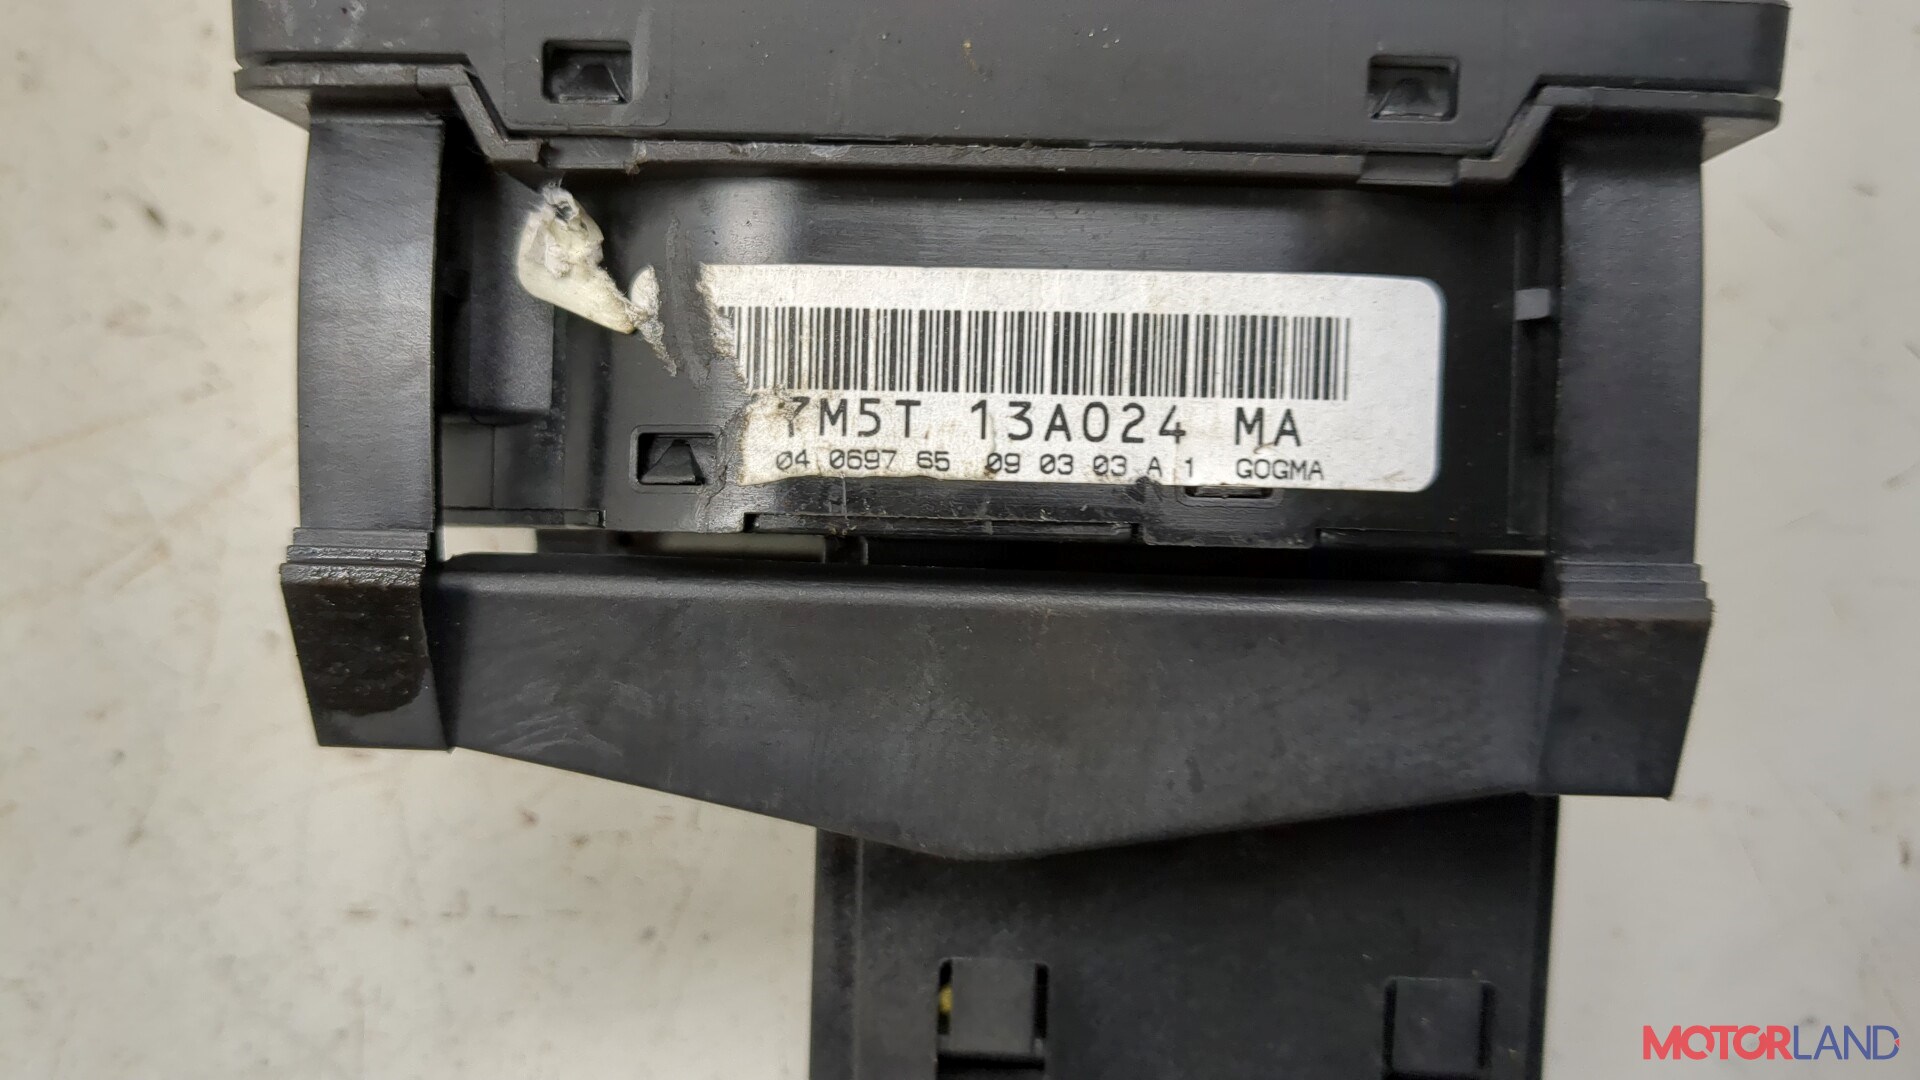 7M5T 13A024 MA
04 0697 65 09 03 03 A 1 GOGMA
MOTORLAND